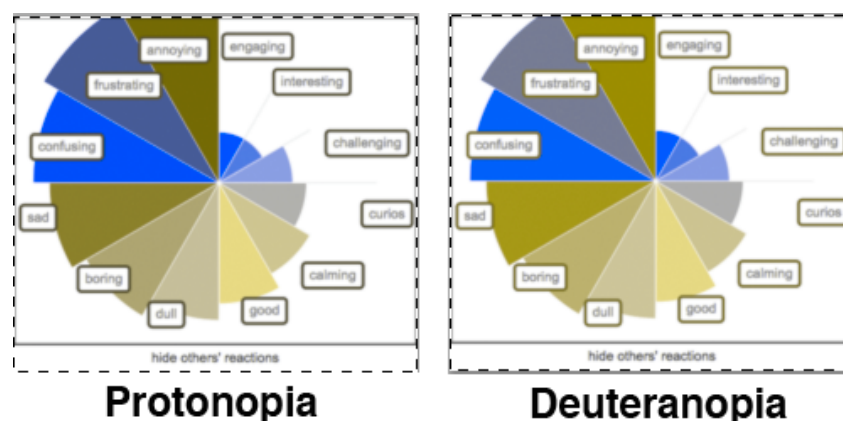 annoying
engaging
frustrating
interesting
confusing
challenging
sad
curios
boring
calming
dull
good
hide others' reactions
Protonopia
annoying
engaging
frustrating
interesting
confusing
challenging
sad
curios
boring
calming
dull
good
hide others' reactions
Deuteranopia